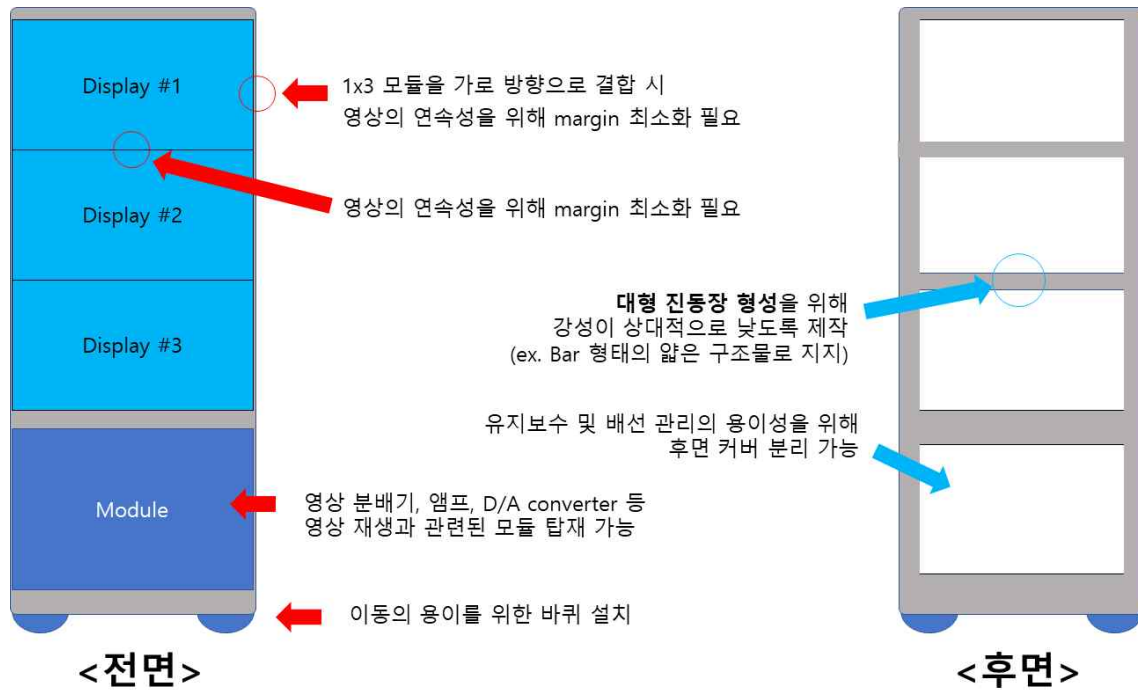 Display #1
1x3 모듈을 가로 방향으로 결합 시
영상의 연속성을 위해 margin 최소화 필요
Display #2
영상의 연속성을 위해 margin 최소화 필요
대형 진동장 형성을 위해
강성이 상대적으로 낮도록 제작
(ex. Bar 형태의 얇은 구조물로 지지)
Display #3
유지보수 및 배선 관리의 용이성을 위해
후면 커버 분리 가능
Module
영상 분배기, 앰프, D/A converter 등
영상 재생과 관련된 모듈 탑재 가능
이동의 용이를 위한 바퀴 설치
<전면>
<후면>